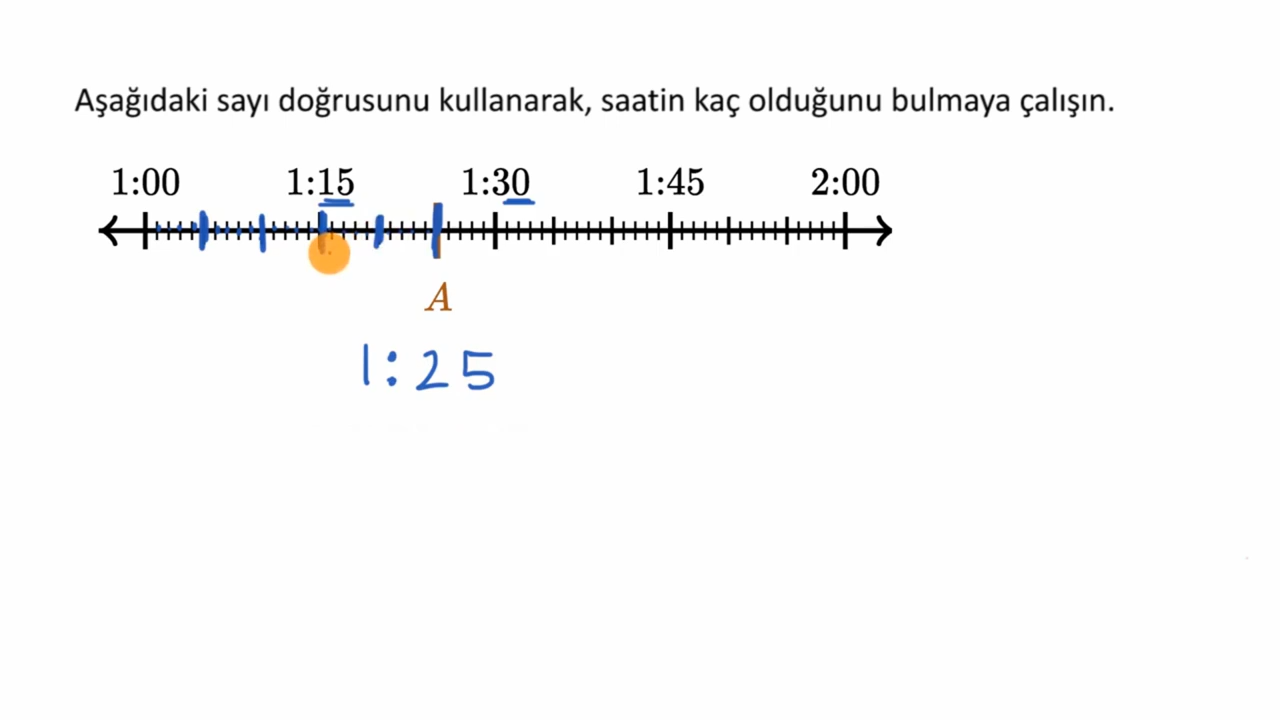 Aşağıdaki sayı doğrusunu kullanarak, saatin kaç olduğunu bulmaya çalışın.
1:00 1:15 1:30 1:45 2:00
A
1:25